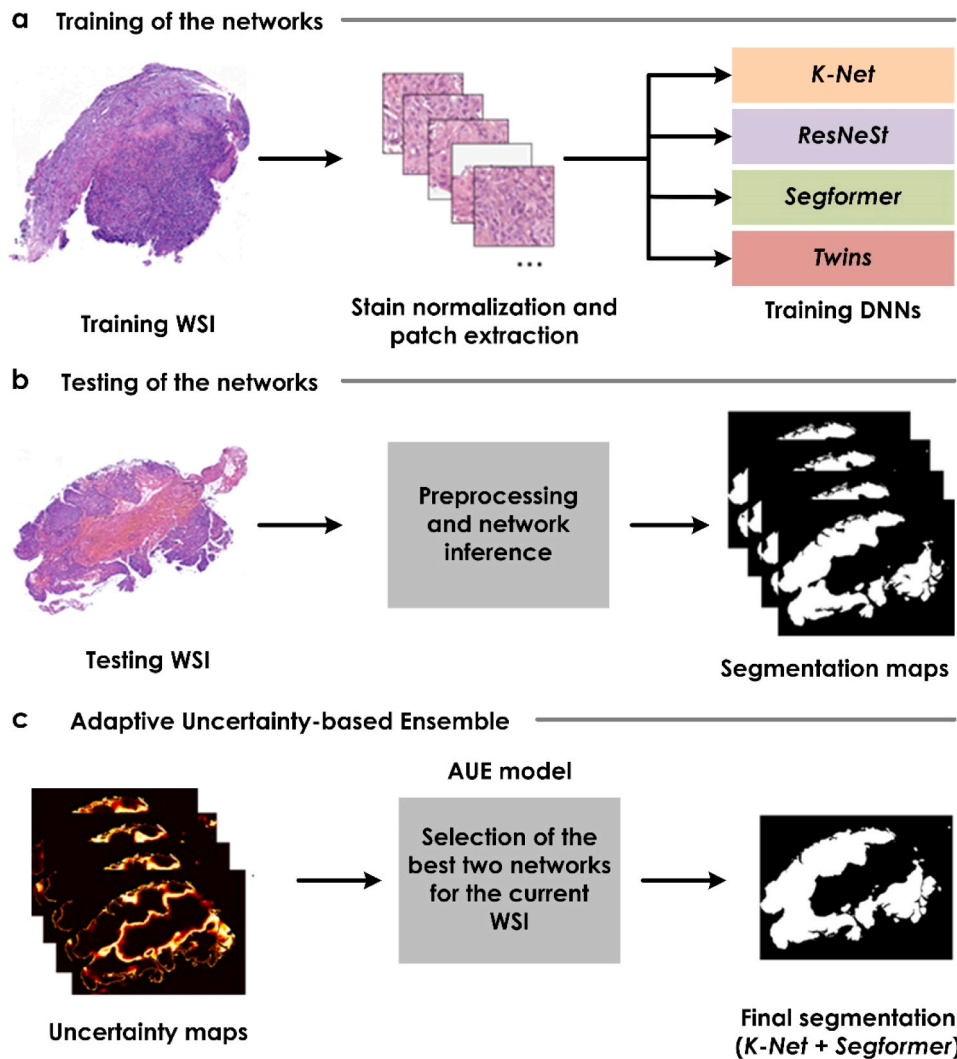 a Training of the networks
K-Net
ResNeSt
Segformer
Twins
...
Training WSI
Stain normalization and
patch extraction
Training DNNs
b Testing of the networks
Preprocessing
and network
inference
Testing WSI
Segmentation maps
c Adaptive Uncertainty-based Ensemble
AUE model
Selection of the
best two networks
for the current
WSI
Uncertainty maps
Final segmentation
(K-Net + Segformer)